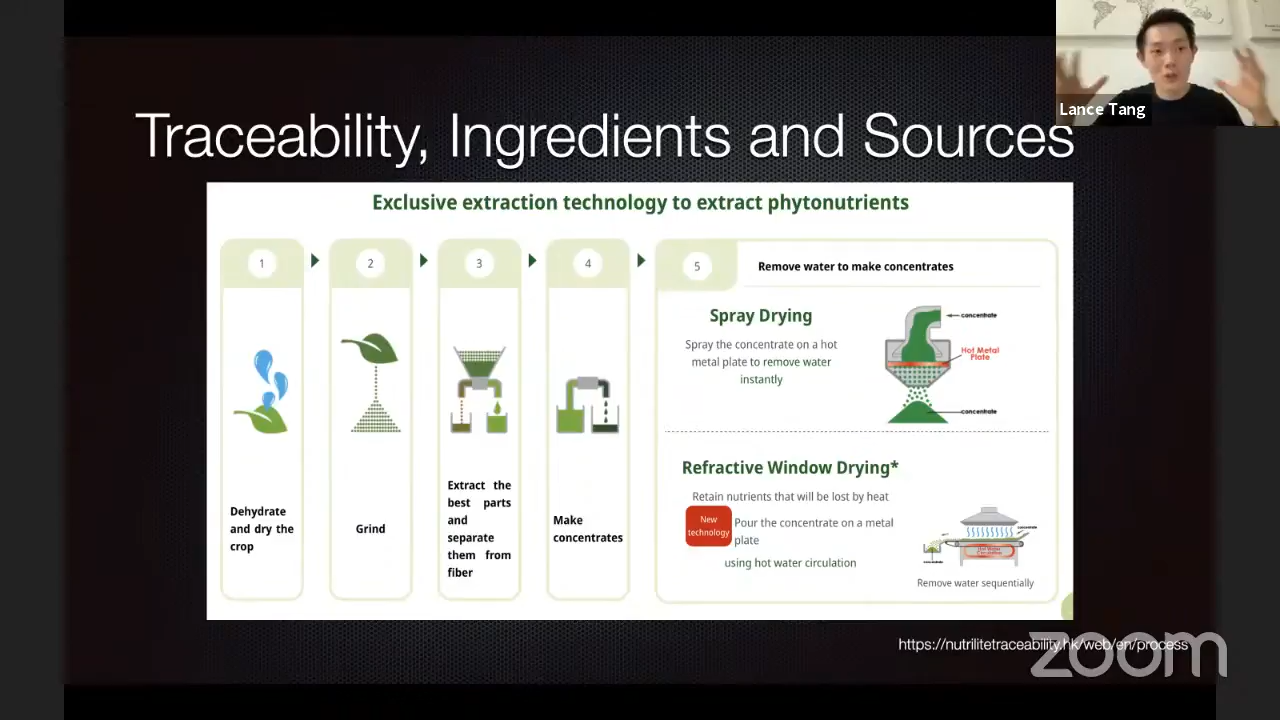 Lance Tang
Traceability, Ingredients and Sources
Exclusive extraction technology to extract phytonutrients
1
2
3
4
5
Dehydrate
and dry the
crop
Grind
Extract the
best parts
and
separate
them from
fiber
Make
concentrates
Remove water to make concentrates
Spray Drying
Spray the concentrate on a hot
metal plate to remove water
instantly
concentrate
Hot Metal
Plate
concentrate
Refractive Window Drying*
Retain nutrients that will be lost by heat
New
technology
Pour the concentrate on a metal
plate
using hot water circulation
concentrate
Hot Water
Circulation
Remove water sequentially
https://nutrilitetraceability.hk/web/en/process
zoom